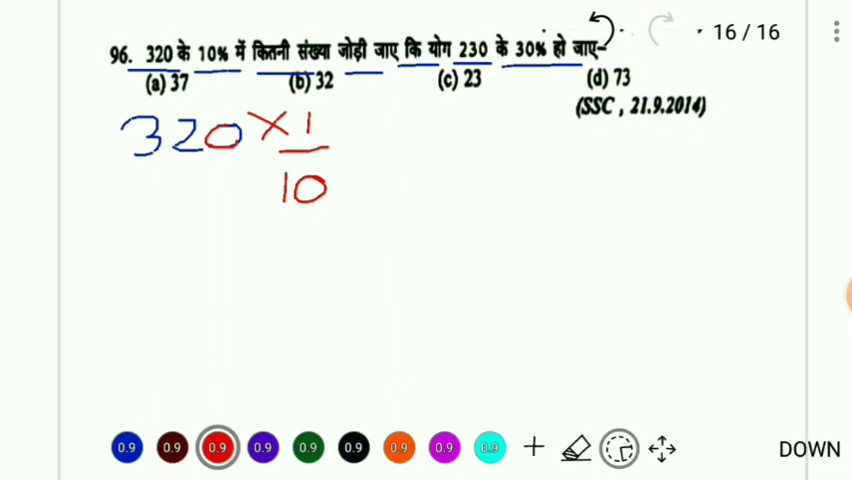 16 / 16
96. 320 के 10% में कितनी संख्या जोड़ी जाए कि योग 230 के 30% हो जाए-
(a) 37 (b) 32 (c) 23 (d) 73
(SSC , 21.9.2014)
320 × 1
10
0.9 0.9 0.9 0.9 0.9 0.9 0.9 0.9 0.9 DOWN